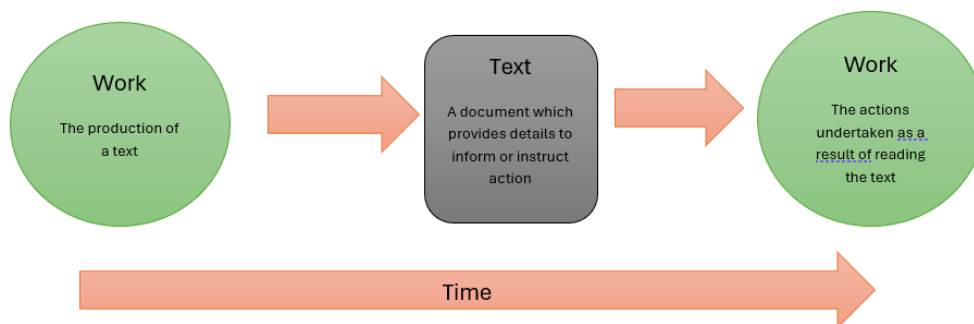 Work
The production of
a text
Text
A document which
provides details to
inform or instruct
action
Work
The actions
undertaken as a
result of reading
the text
Time